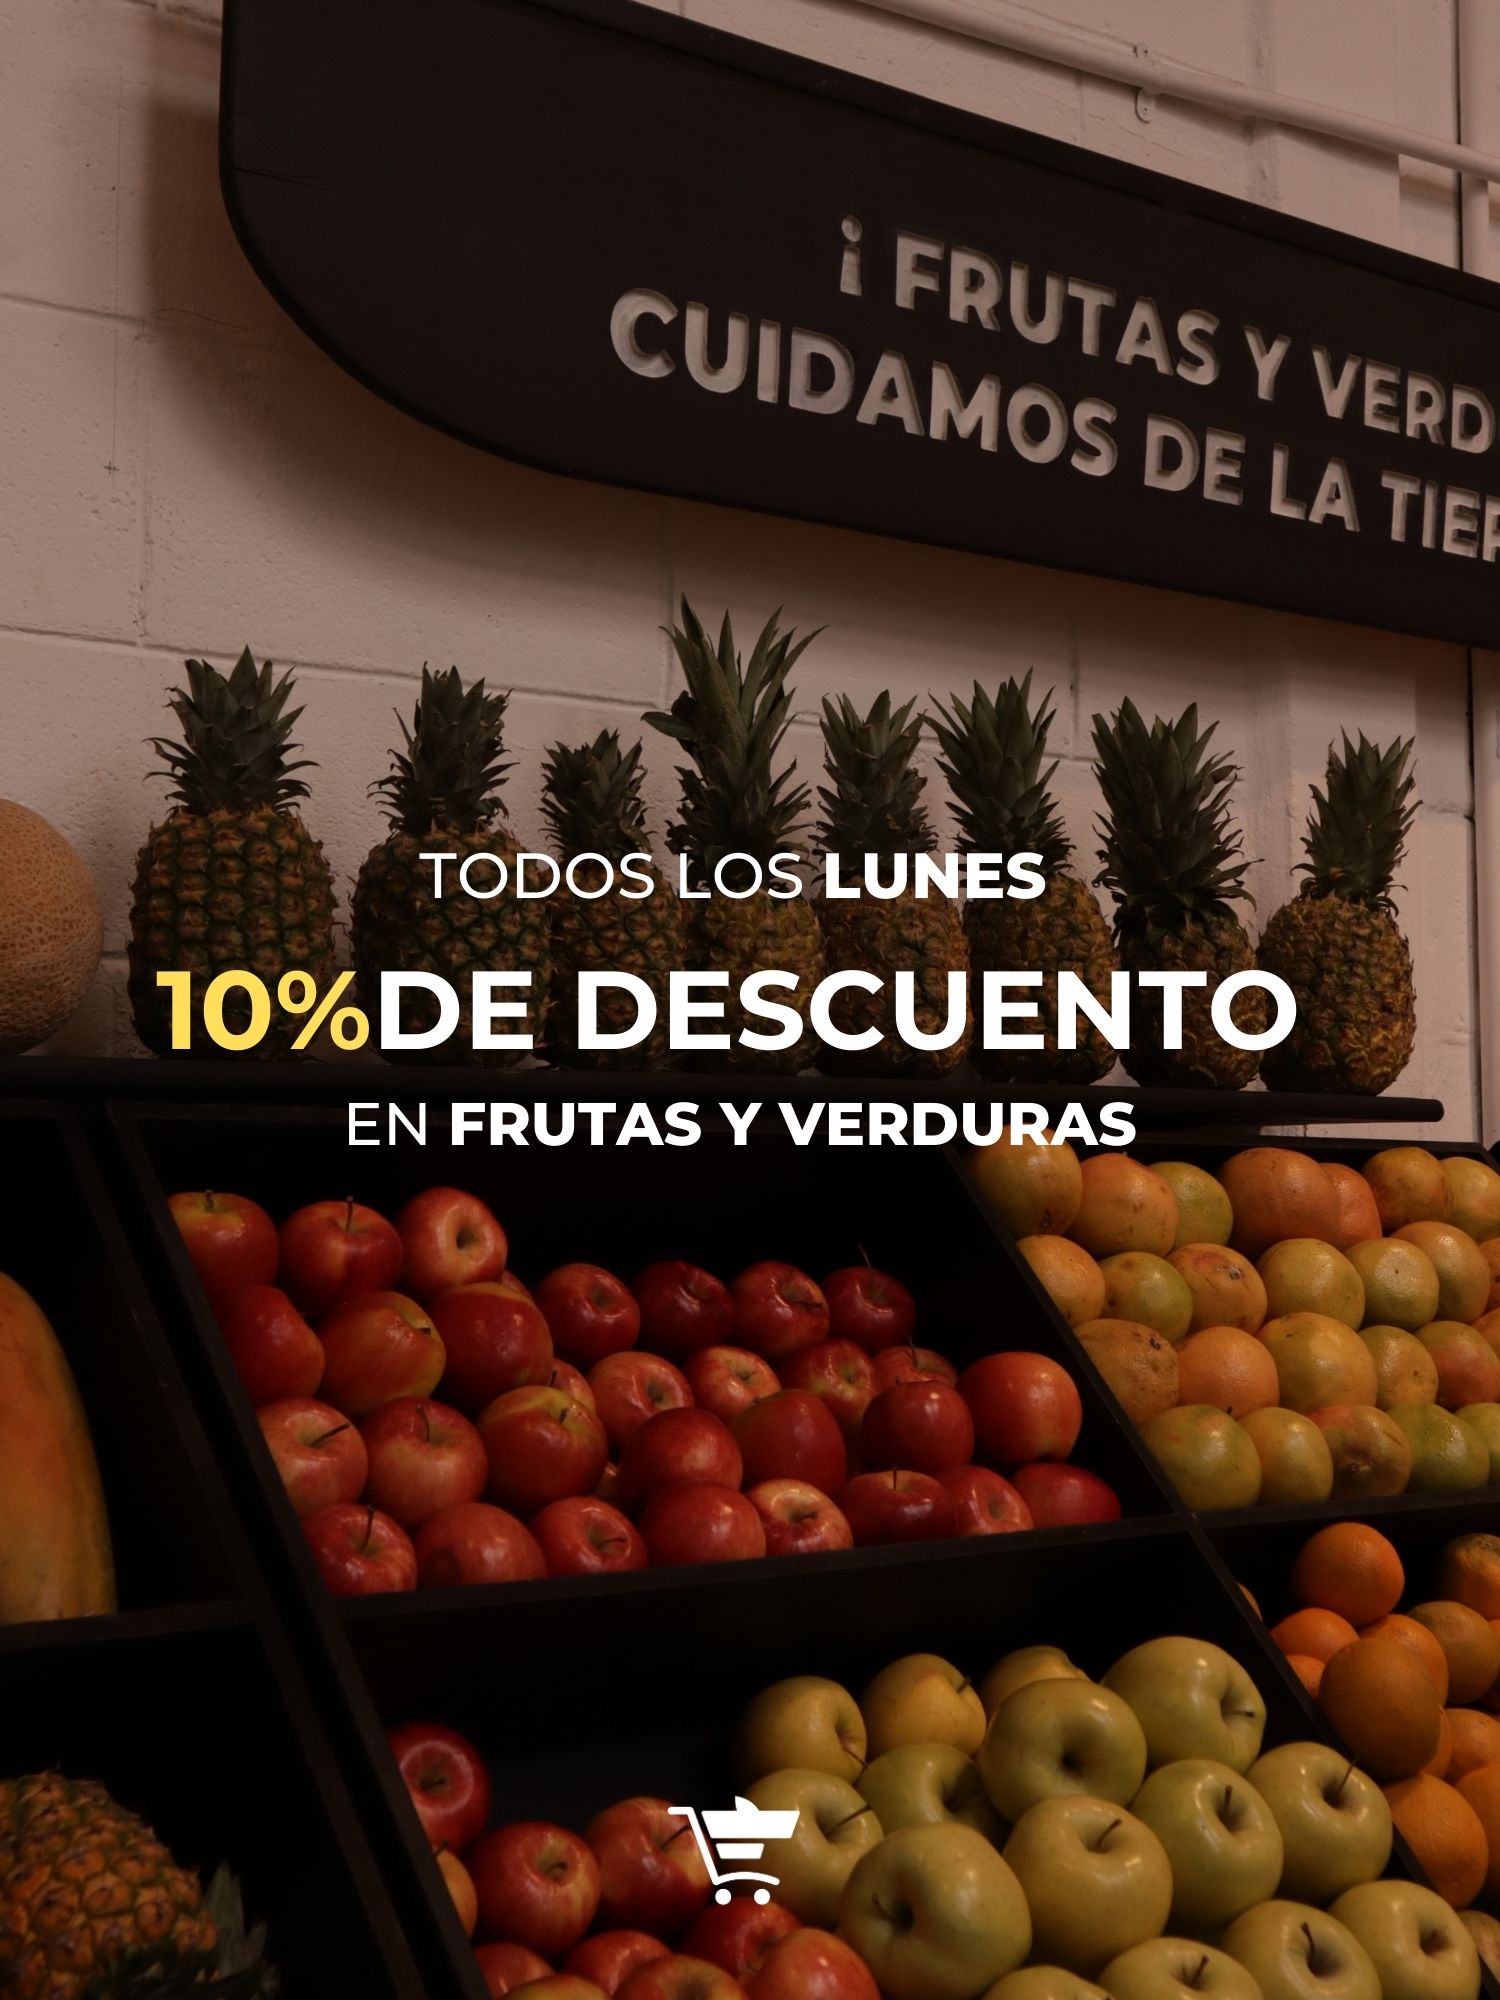 ¡ FRUTAS Y VERD
CUIDAMOS DE LA TIER
TODOS LOS LUNES
10%DE DESCUENTO
EN FRUTAS Y VERDURAS